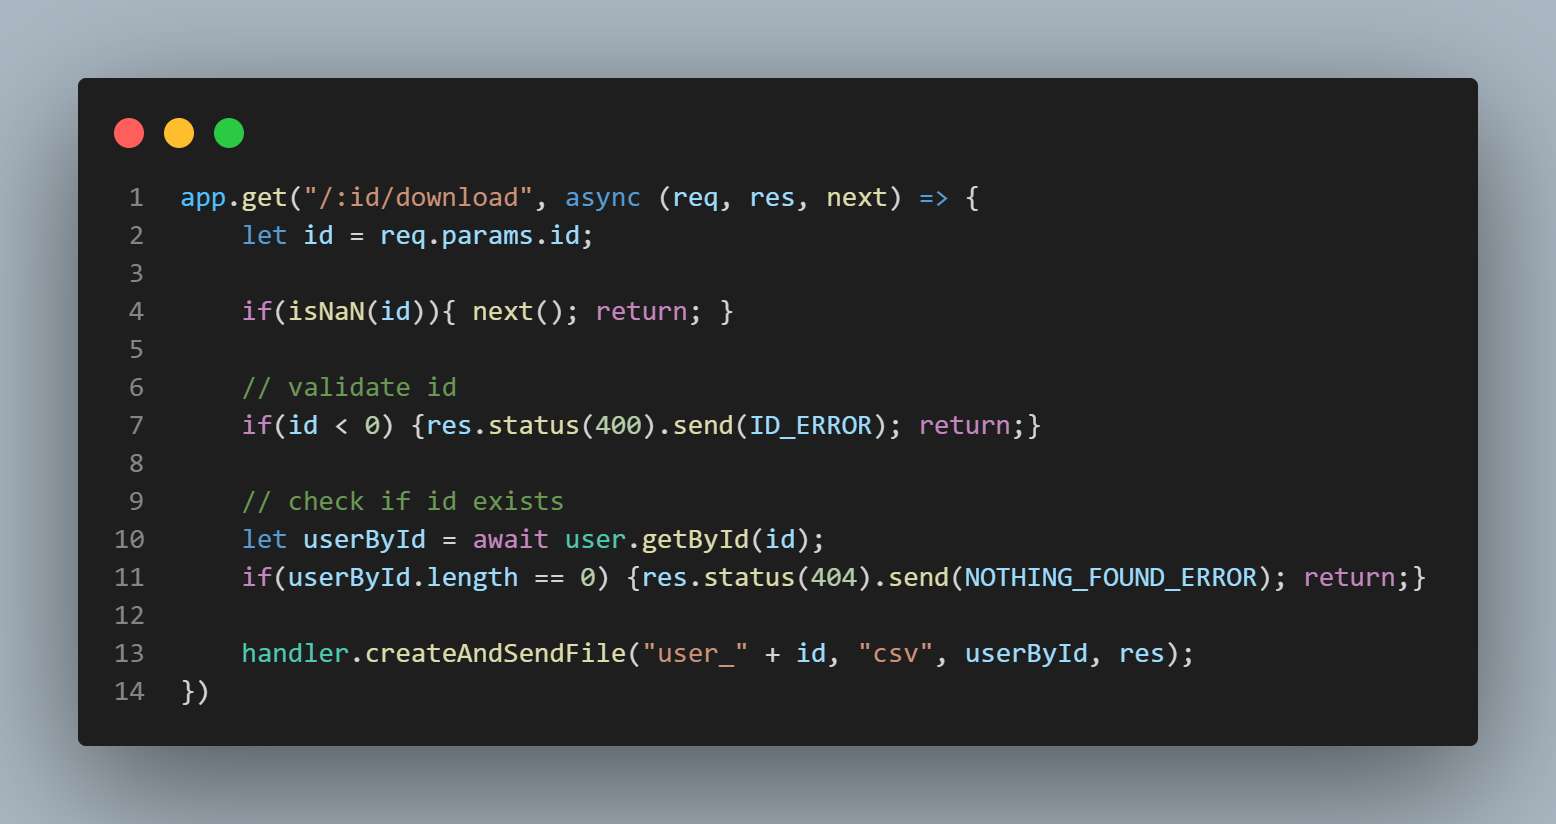 1 app.get("/:id/download", async (req, res, next) => {
2     let id = req.params.id;
3
4     if(isNaN(id)){ next(); return; }
5
6     // validate id
7     if(id < 0) {res.status(400).send(ID_ERROR); return;}
8
9     // check if id exists
10     let userById = await user.getById(id);
11     if(userById.length == 0) {res.status(404).send(NOTHING_FOUND_ERROR); return;}
12
13     handler.createAndSendFile("user_" + id, "csv", userById, res);
14 })